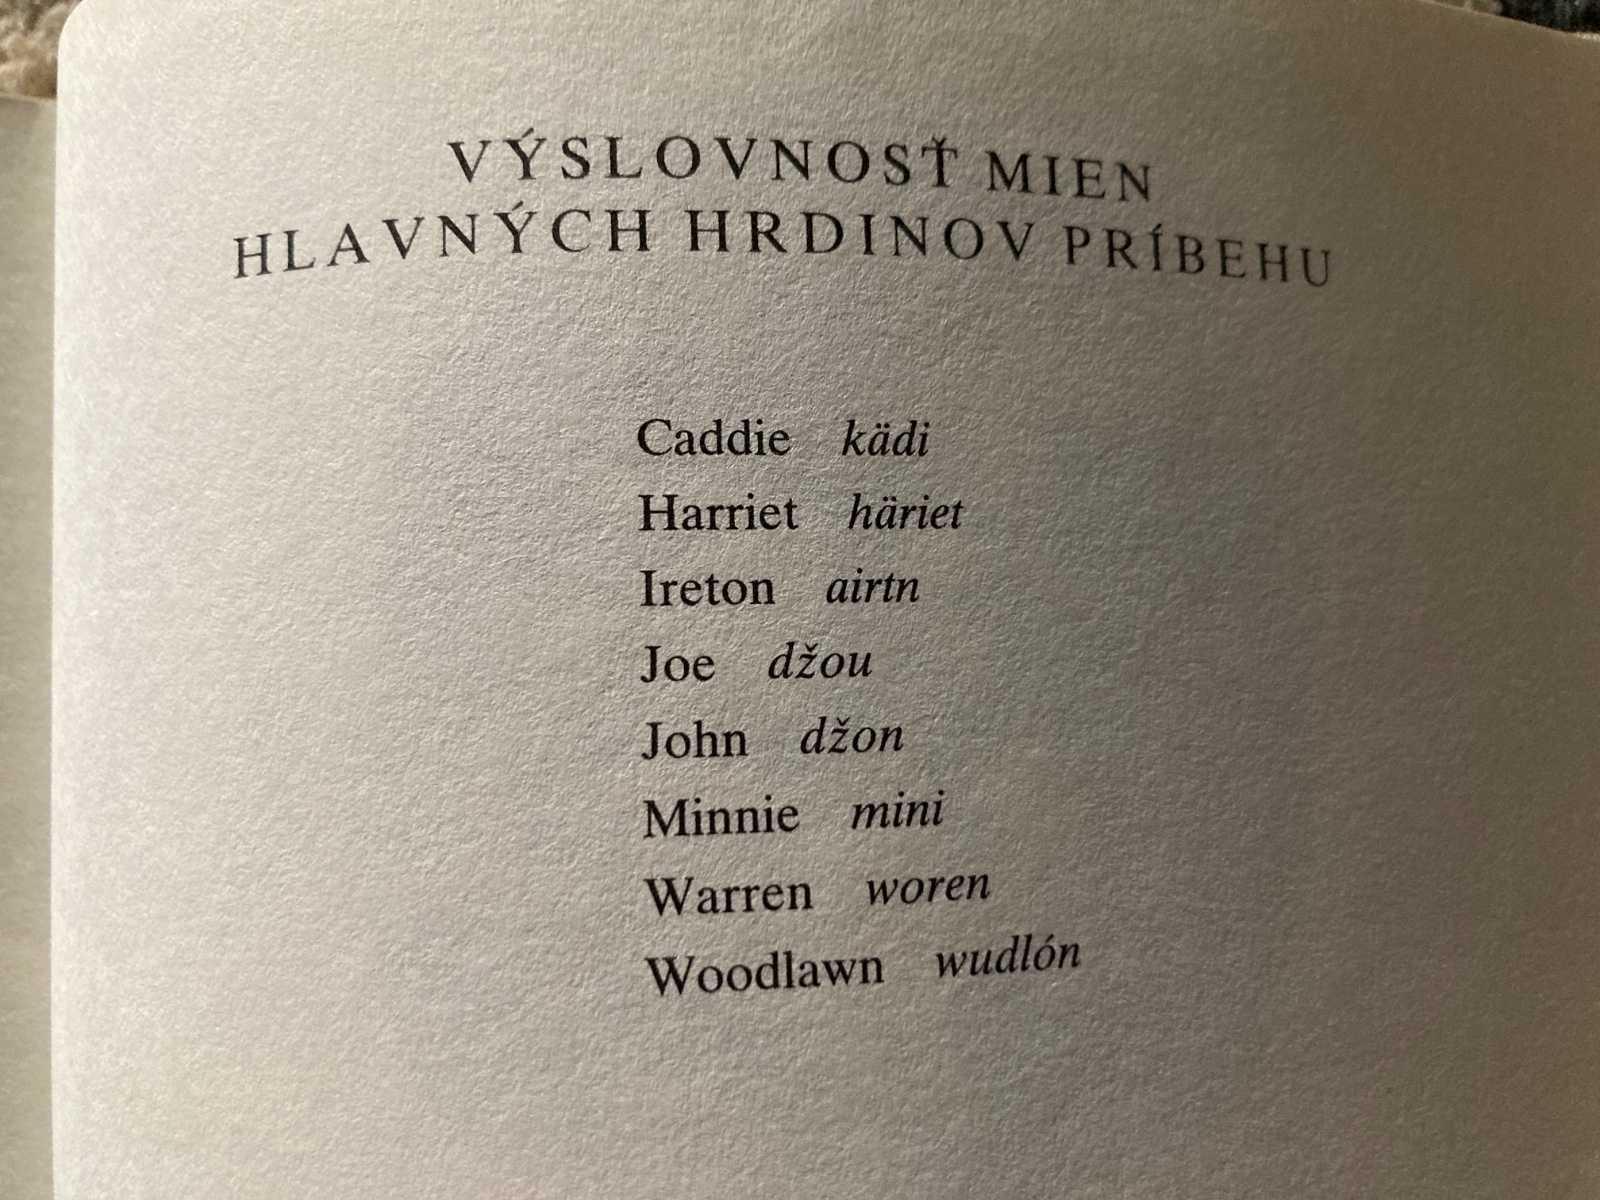 VÝSLOVNOSŤ MIEN
HLAVNÝCH HRDINOV PRÍBEHU
Caddie kädi
Harriet häriet
Ireton airtn
Joe džou
John džon
Minnie mini
Warren woren
Woodlawn wudlón